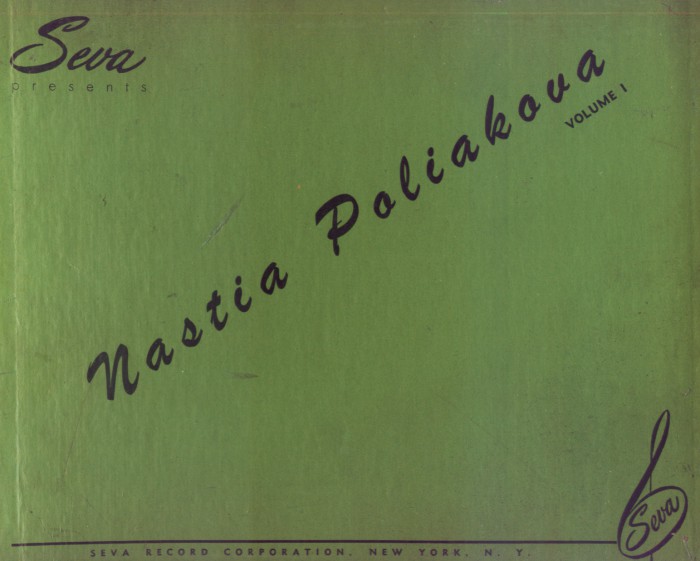 Seva
presents
Nastia Poliakova
VOLUME I
Seva
SEVA RECORD CORPORATION, NEW YORK, N. Y.